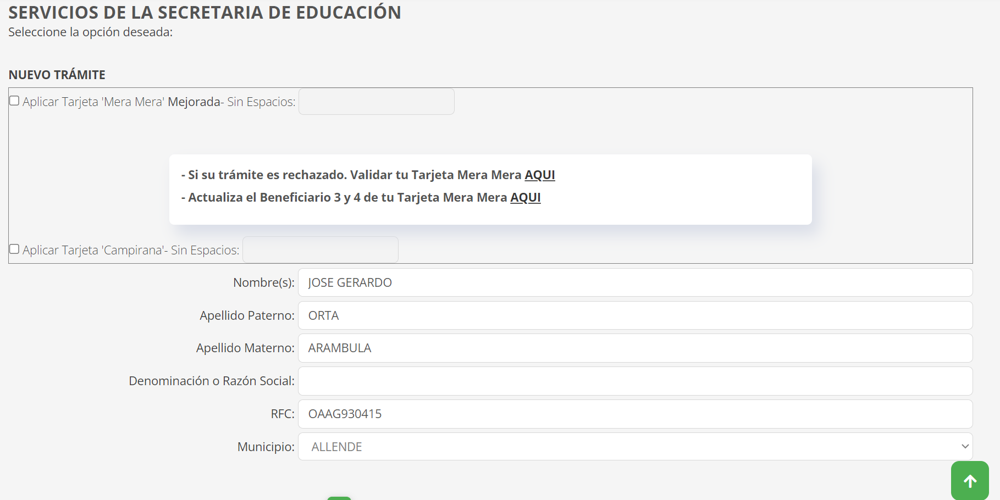 SERVICIOS DE LA SECRETARIA DE EDUCACIÓN
Seleccione la opción deseada:
NUEVO TRÁMITE
Aplicar Tarjeta 'Mera Mera' Mejorada- Sin Espacios:
- Si su trámite es rechazado. Validar tu Tarjeta Mera Mera AQUI
- Actualiza el Beneficiario 3 y 4 de tu Tarjeta Mera Mera AQUI
Aplicar Tarjeta 'Campirana'- Sin Espacios:
Nombre(s): JOSE GERARDO
Apellido Paterno: ORTA
Apellido Materno: ARAMBULA
Denominación o Razón Social:
RFC: OAAG930415
Municipio: ALLENDE